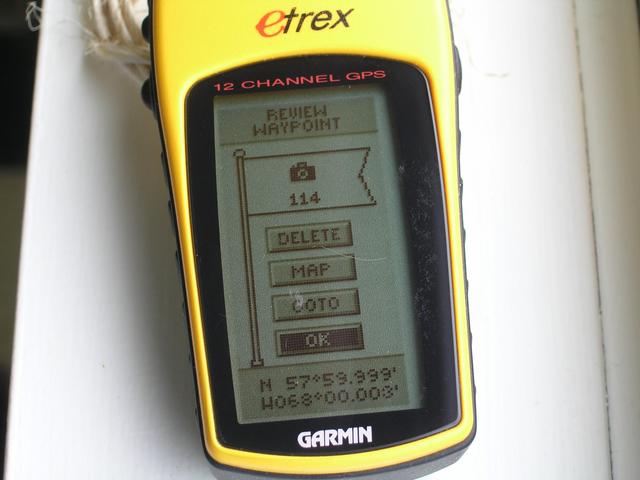 etrex
12 CHANNEL GPS
REVIEW
WAYPOINT
114
DELETE
MAP
GOTO
OK
N 57°59.999'
W068°00.003'
GARMIN